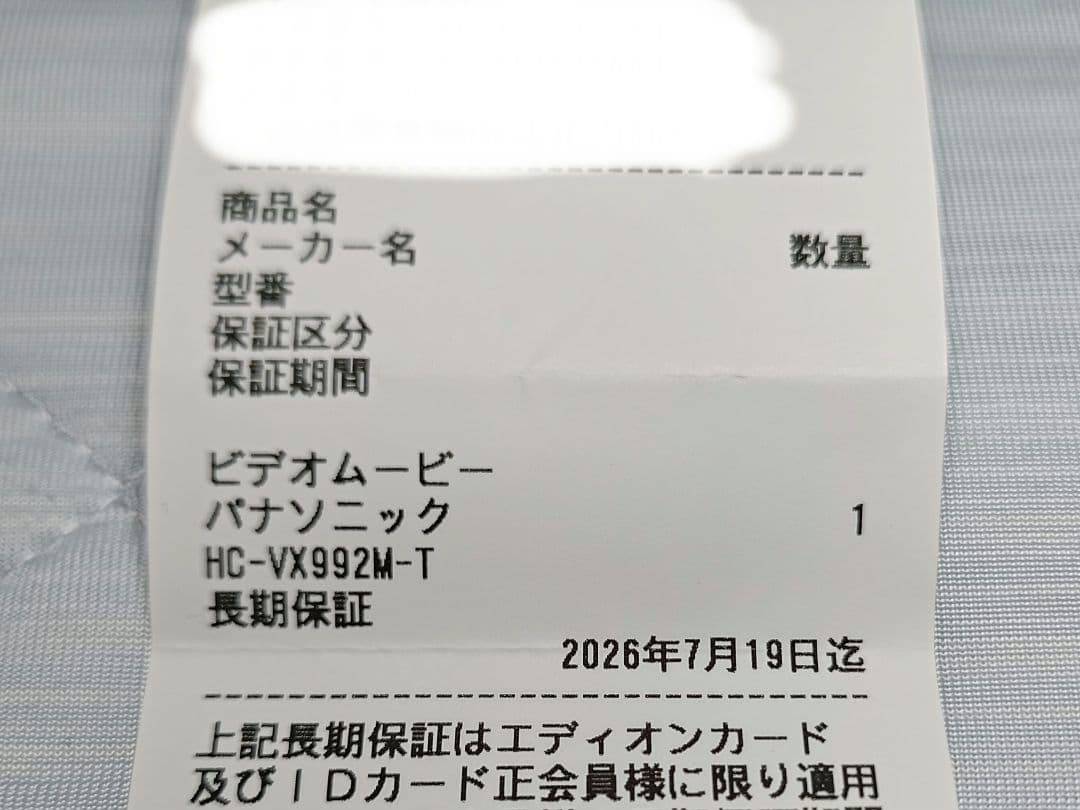 商品名
メーカー名 数量
型番
保証区分
保証期間
ビデオムービー
パナソニック 1
HC-VX992M-T
長期保証
2026年7月19日迄
上記長期保証はエディオンカード
及びIDカード正会員様に限り適用